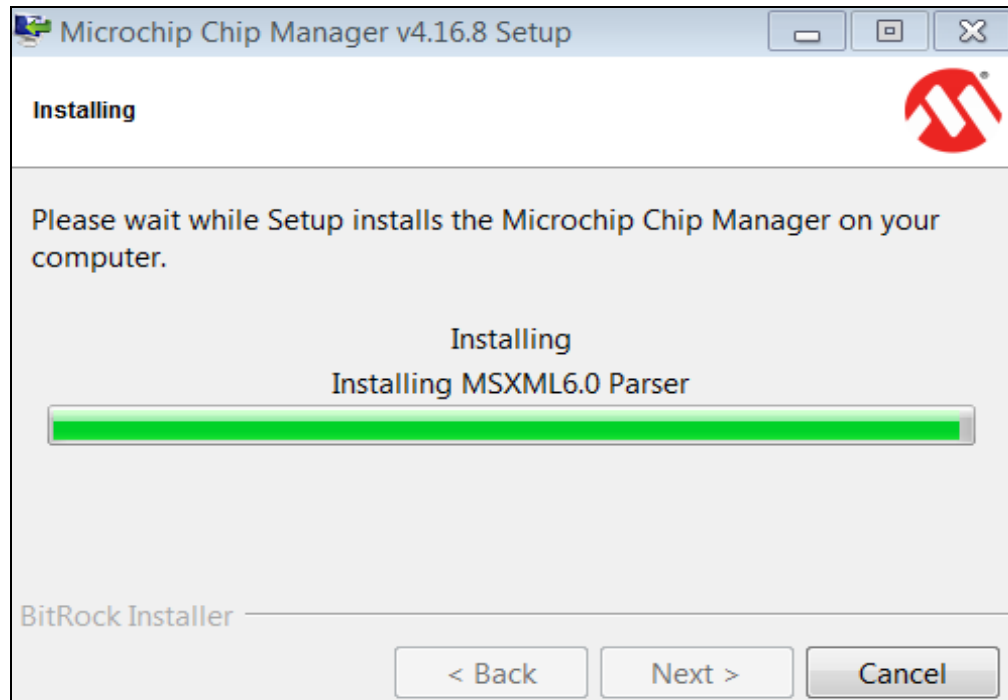 Microchip Chip Manager v4.16.8 Setup
Installing
Please wait while Setup installs the Microchip Chip Manager on your
computer.
Installing
Installing MSXML6.0 Parser
BitRock Installer
< Back Next > Cancel